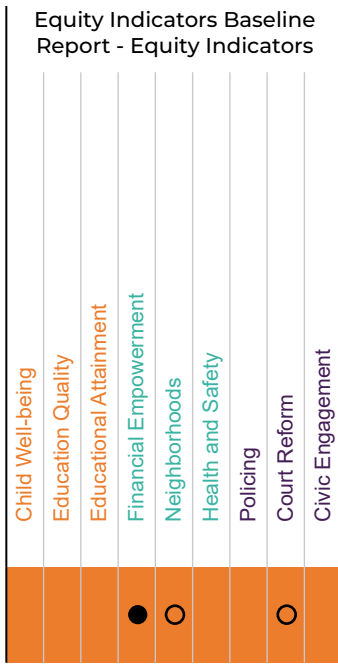 Equity Indicators Baseline
Report - Equity Indicators
Child Well-being
Education Quality
Educational Attainment
Financial Empowerment
Neighborhoods
Health and Safety
Policing
Court Reform
Civic Engagement